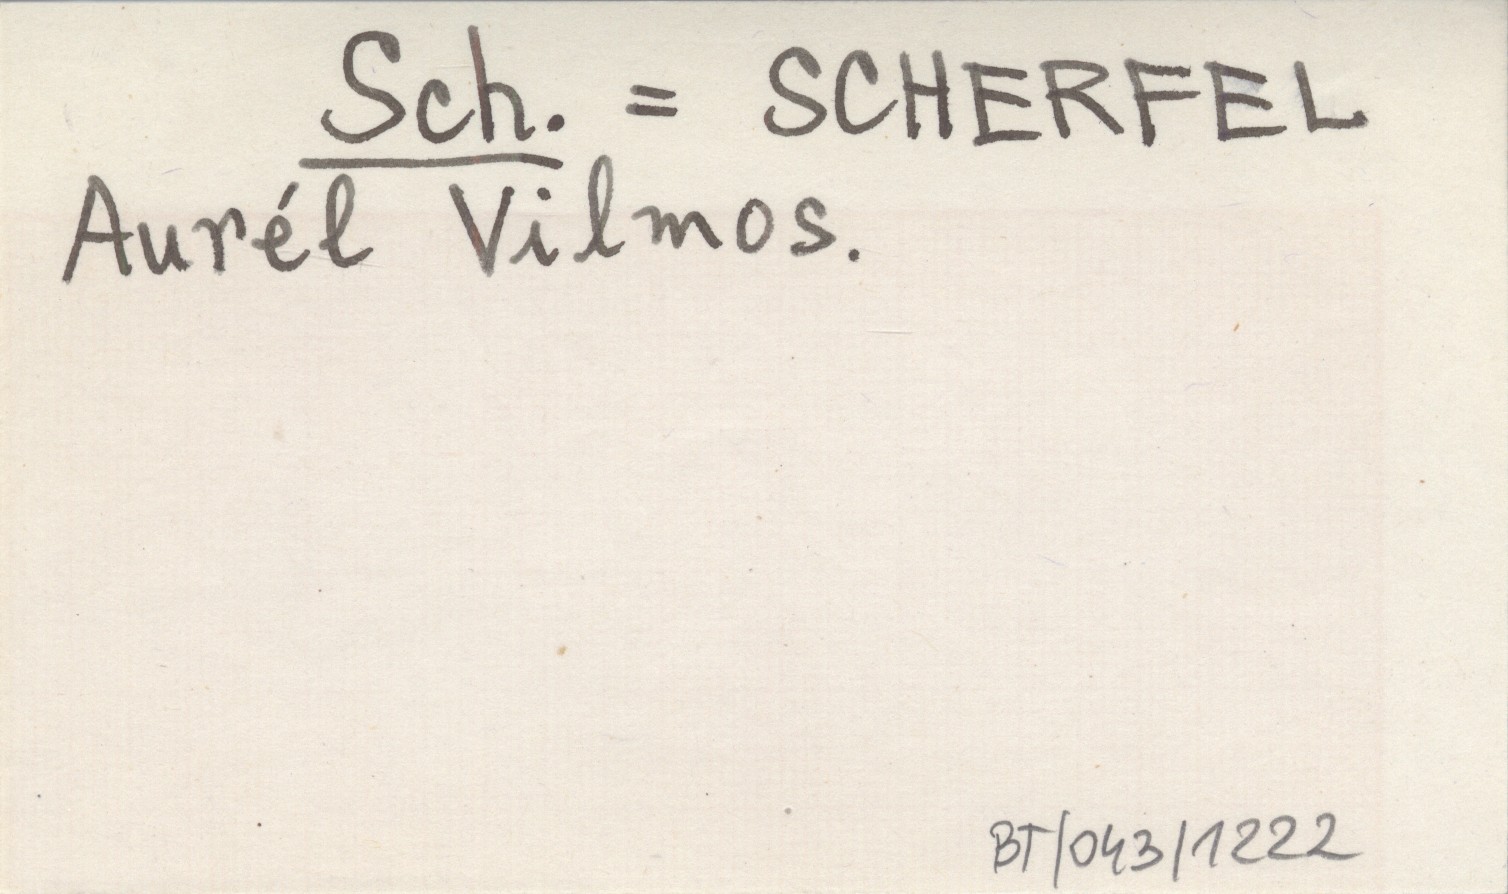 Sch. = SCHERFEL
Aurél Vilmos.
BT/043/1222